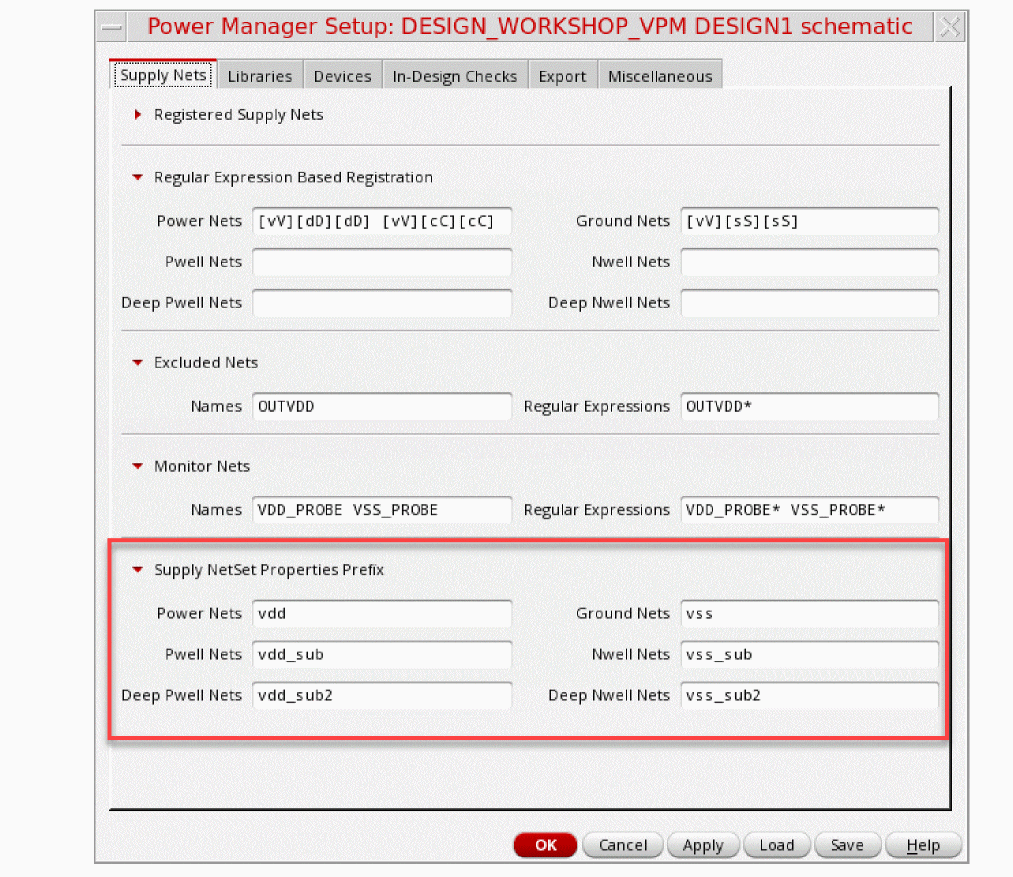 Power Manager Setup: DESIGN_WORKSHOP_VPM DESIGN1 schematic
Supply Nets Libraries Devices In-Design Checks Export Miscellaneous
Registered Supply Nets
Regular Expression Based Registration
Power Nets [vV][dD][dD] [vV][cC][cC] Ground Nets [vV][sS][sS]
Pwell Nets Nwell Nets
Deep Pwell Nets Deep Nwell Nets
Excluded Nets
Names OUTVDD Regular Expressions OUTVDD*
Monitor Nets
Names VDD_PROBE VSS_PROBE Regular Expressions VDD_PROBE* VSS_PROBE*
Supply NetSet Properties Prefix
Power Nets vdd Ground Nets vss
Pwell Nets vdd_sub Nwell Nets vss_sub
Deep Pwell Nets vdd_sub2 Deep Nwell Nets vss_sub2
OK Cancel Apply Load Save Help